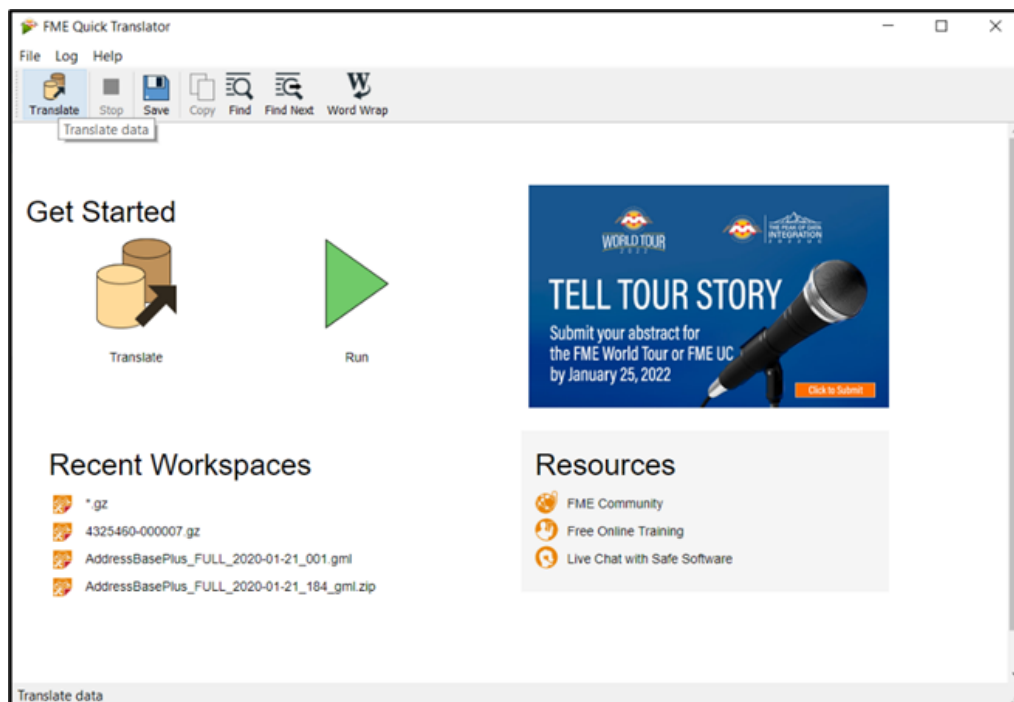 FME Quick Translator
File Log Help
Translate Stop Save Copy Find Find Next Word Wrap
Translate data
Get Started
Translate
Run
WORLD TOUR
2022
THE PEAK OF DATA
INTEGRATION
TELL TOUR STORY
Submit your abstract for
the FME World Tour or FME UC
by January 25, 2022
Click to Submit
Recent Workspaces
*.gz
4325460-000007.gz
AddressBasePlus_FULL_2020-01-21_001.gml
AddressBasePlus_FULL_2020-01-21_184_gml.zip
Resources
FME Community
Free Online Training
Live Chat with Safe Software
Translate data